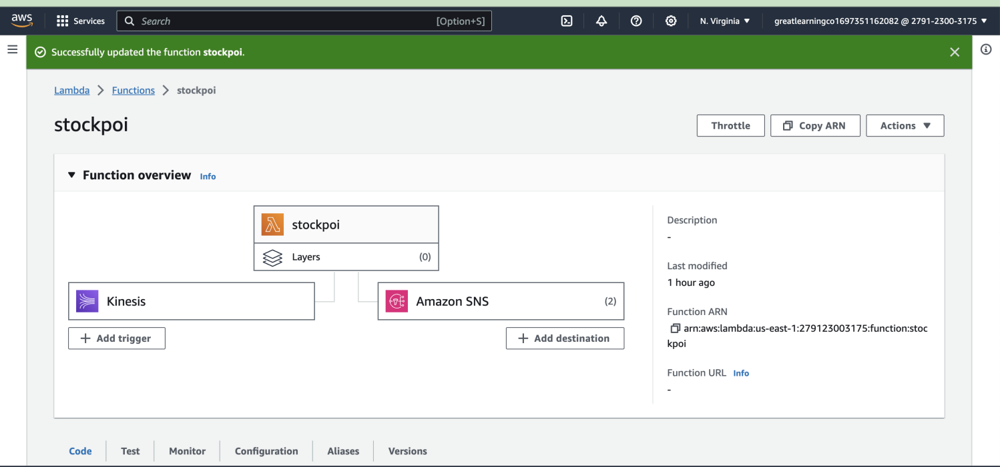 aws
Services
Search
[Option+S]
N. Virginia
greatlearningco1697351162082 @ 2791-2300-3175
Successfully updated the function stockpoi.
Lambda
Functions
stockpoi
stockpoi
Throttle
Copy ARN
Actions
Function overview
Info
stockpoi
Layers
(0)
Kinesis
Amazon SNS
(2)
Add trigger
Add destination
Description
-
Last modified
1 hour ago
Function ARN
arn:aws:lambda:us-east-1:279123003175:function:stoc
kpoi
Function URL
Info
-
Code
Test
Monitor
Configuration
Aliases
Versions